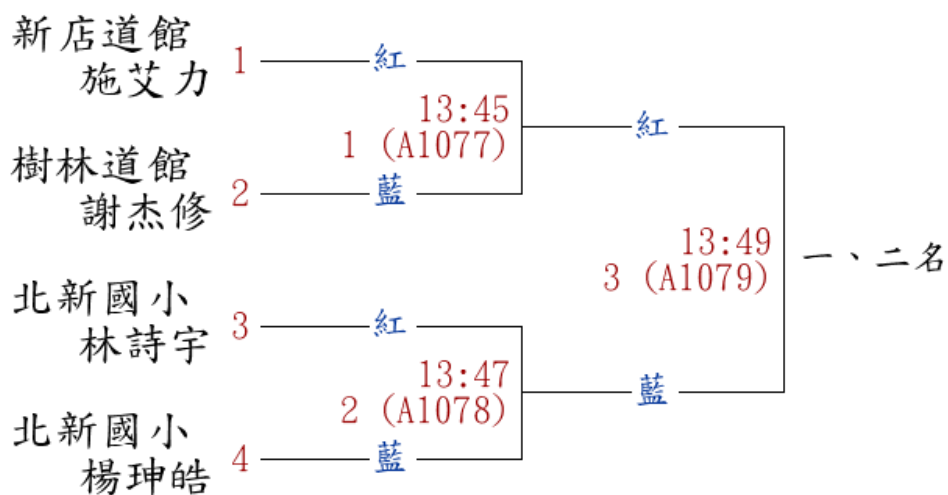 新店道館
施艾力
1
紅
13:45
1 (A1077)
紅
樹林道館
謝杰修
2
藍
13:49
3 (A1079)
一、二名
北新國小
林詩宇
3
紅
13:47
2 (A1078)
藍
北新國小
楊珅皓
4
藍